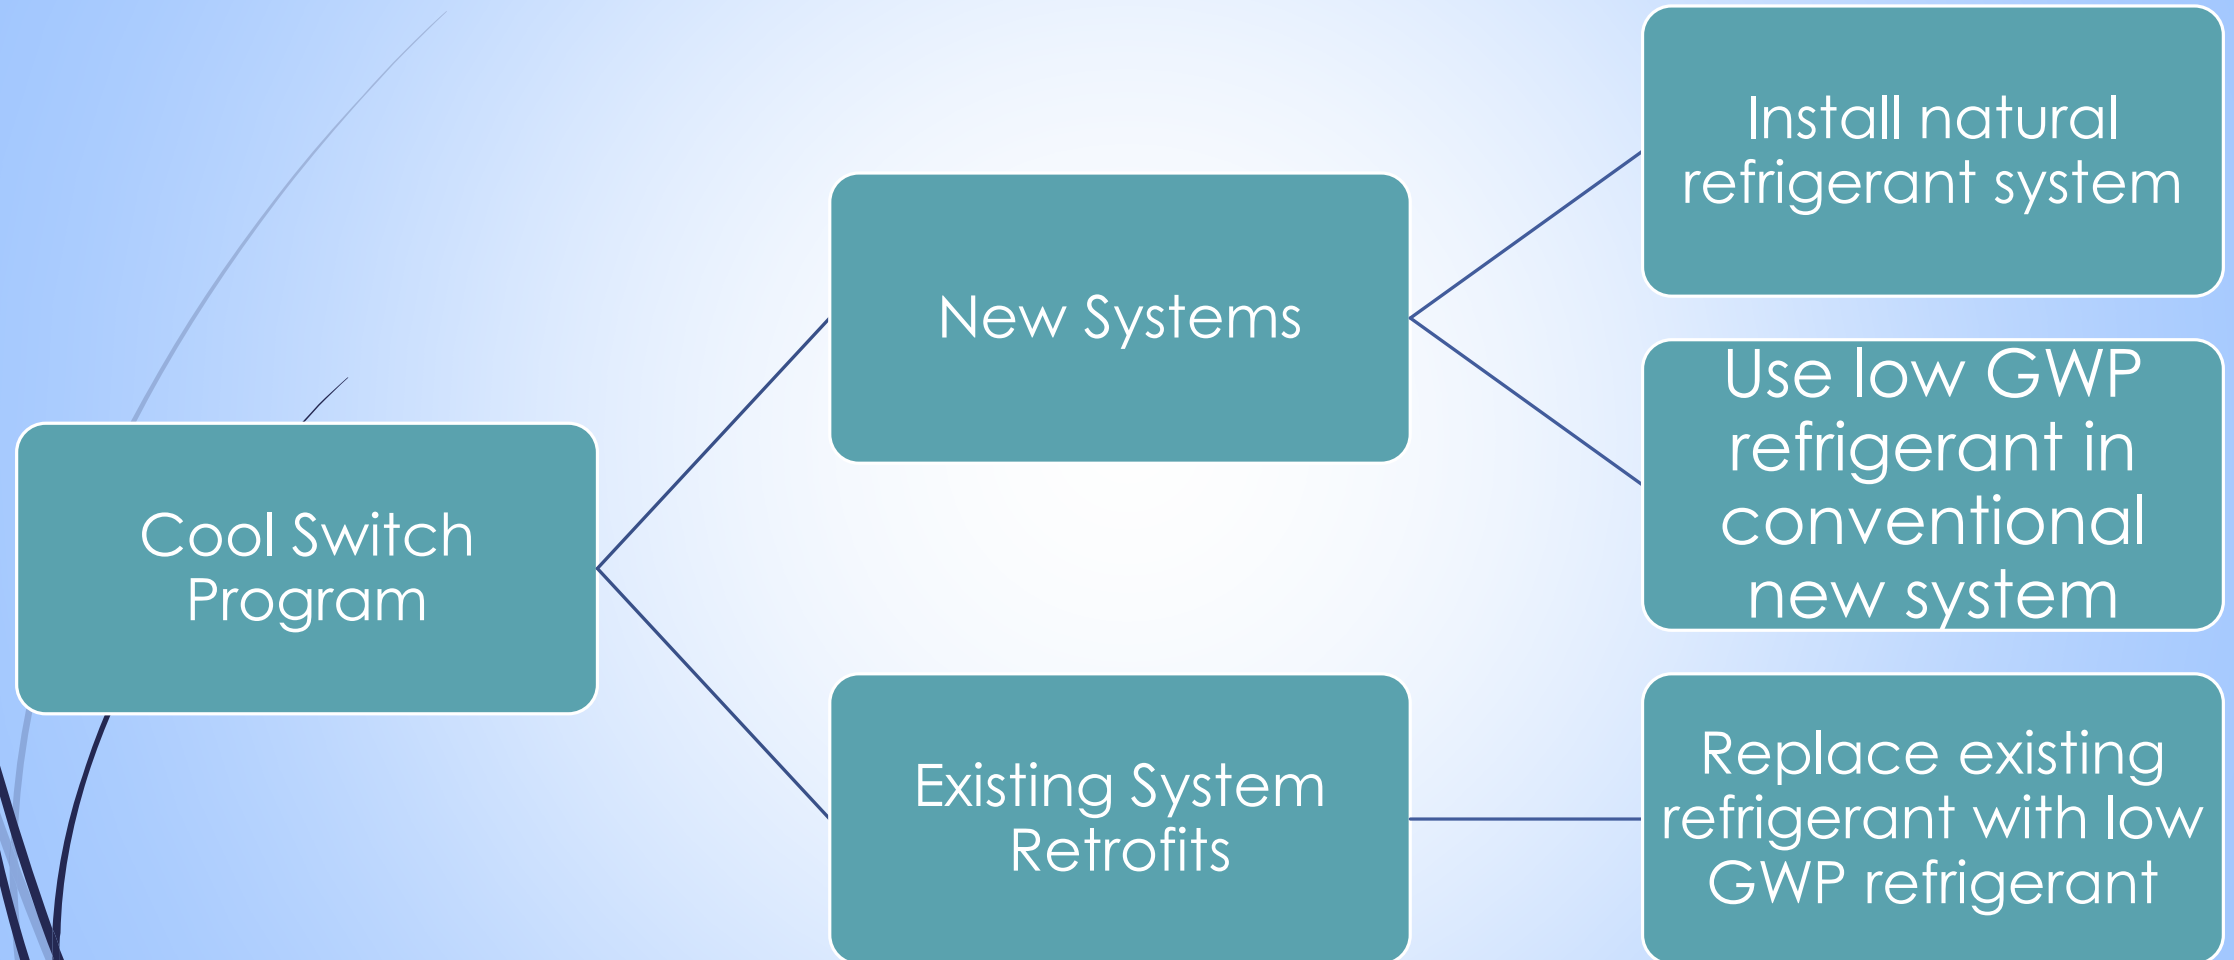 Cool Switch
Program
New Systems
Existing System
Retrofits
Install natural
refrigerant system
Use low GWP
refrigerant in
conventional
new system
Replace existing
refrigerant with low
GWP refrigerant